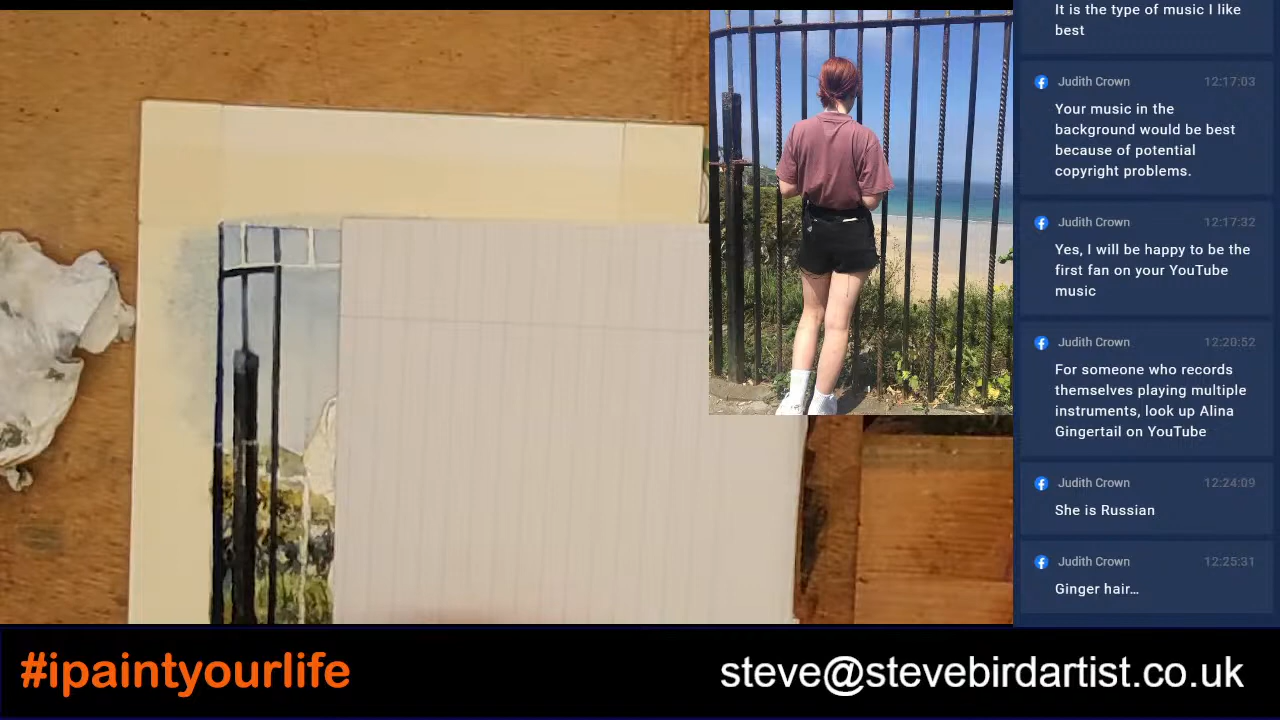 It is the type of music I like
best
Judith Crown 12:17:03
Your music in the
background would be best
because of potential
copyright problems.
Judith Crown 12:17:32
Yes, I will be happy to be the
first fan on your YouTube
music
Judith Crown 12:20:52
For someone who records
themselves playing multiple
instruments, look up Alina
Gingertail on YouTube
Judith Crown 12:24:09
She is Russian
Judith Crown 12:25:31
Ginger hair...
#ipaintyourlife
steve@stevebirdartist.co.uk